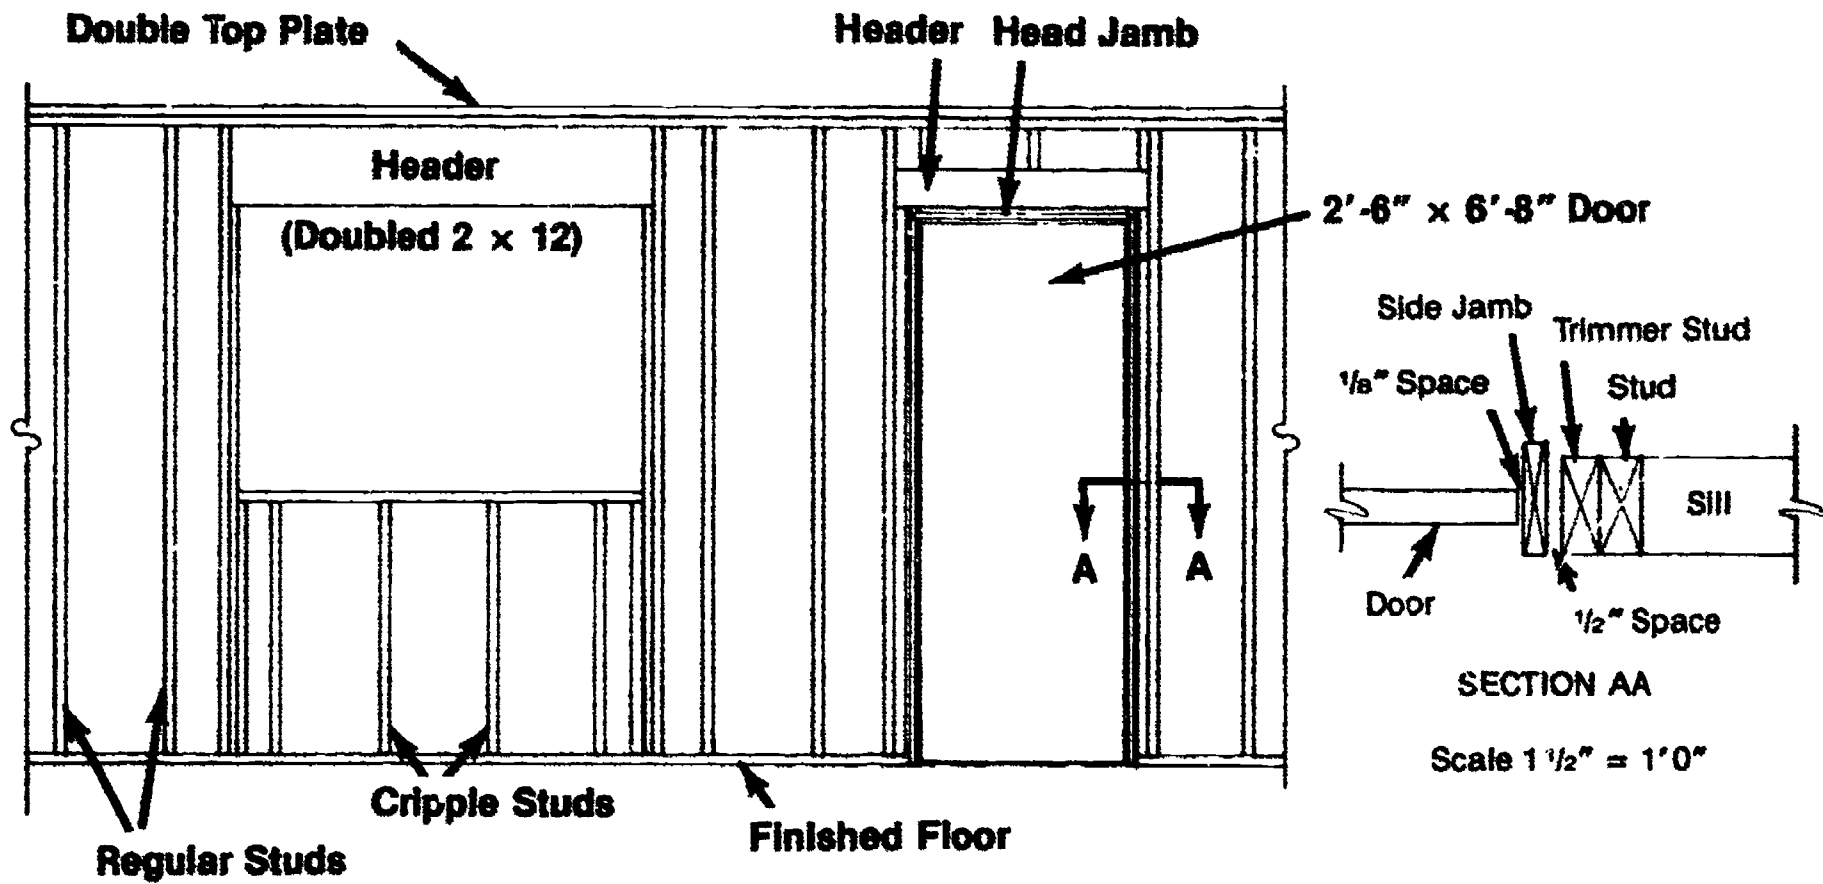 Double Top Plate
Header Head Jamb
Header
(Doubled 2 × 12)
2'-6" × 6'-8" Door
Side Jamb
Trimmer Stud
1/8" Space
Stud
Sill
A A
Door
1/2" Space
SECTION AA
Scale 1 1/2" = 1'0"
Cripple Studs
Finished Floor
Regular Studs